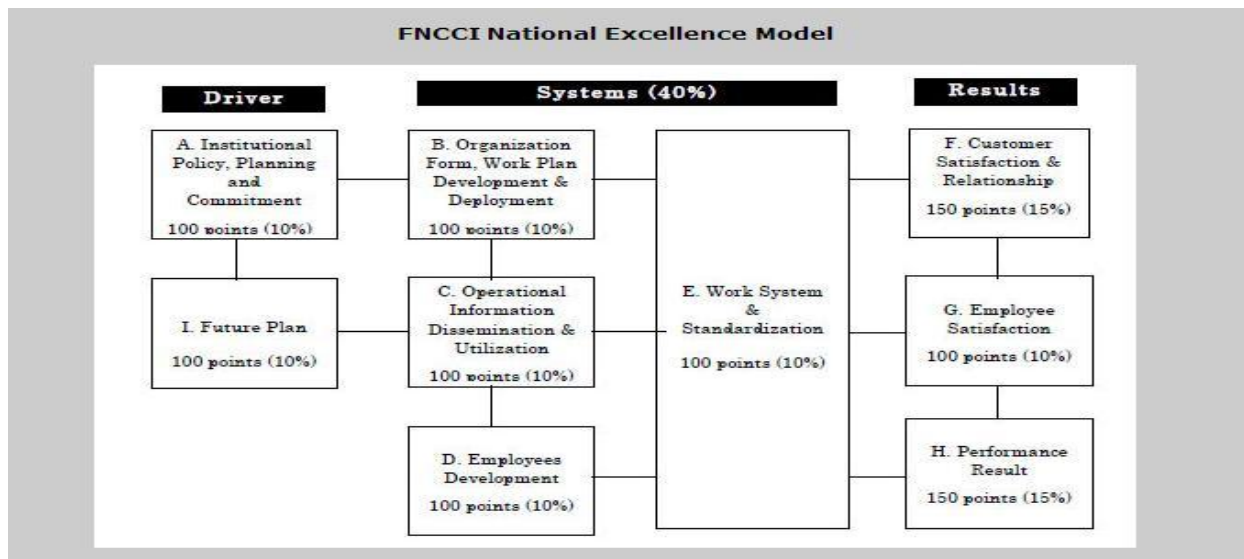 FNCCI National Excellence Model
Driver
Systems (40%)
Results
A. Institutional
Policy, Planning
and
Commitment
100 points (10%)
B. Organization
Form, Work Plan
Development &
Deployment
100 points (10%)
F. Customer
Satisfaction &
Relationship
150 points (15%)
I. Future Plan
100 points (10%)
C. Operational
Information
Dissemination &
Utilization
100 points (10%)
E. Work System
&
Standardization
100 points (10%)
G. Employee
Satisfaction
100 points (10%)
D. Employees
Development
100 points (10%)
H. Performance
Result
150 points (15%)